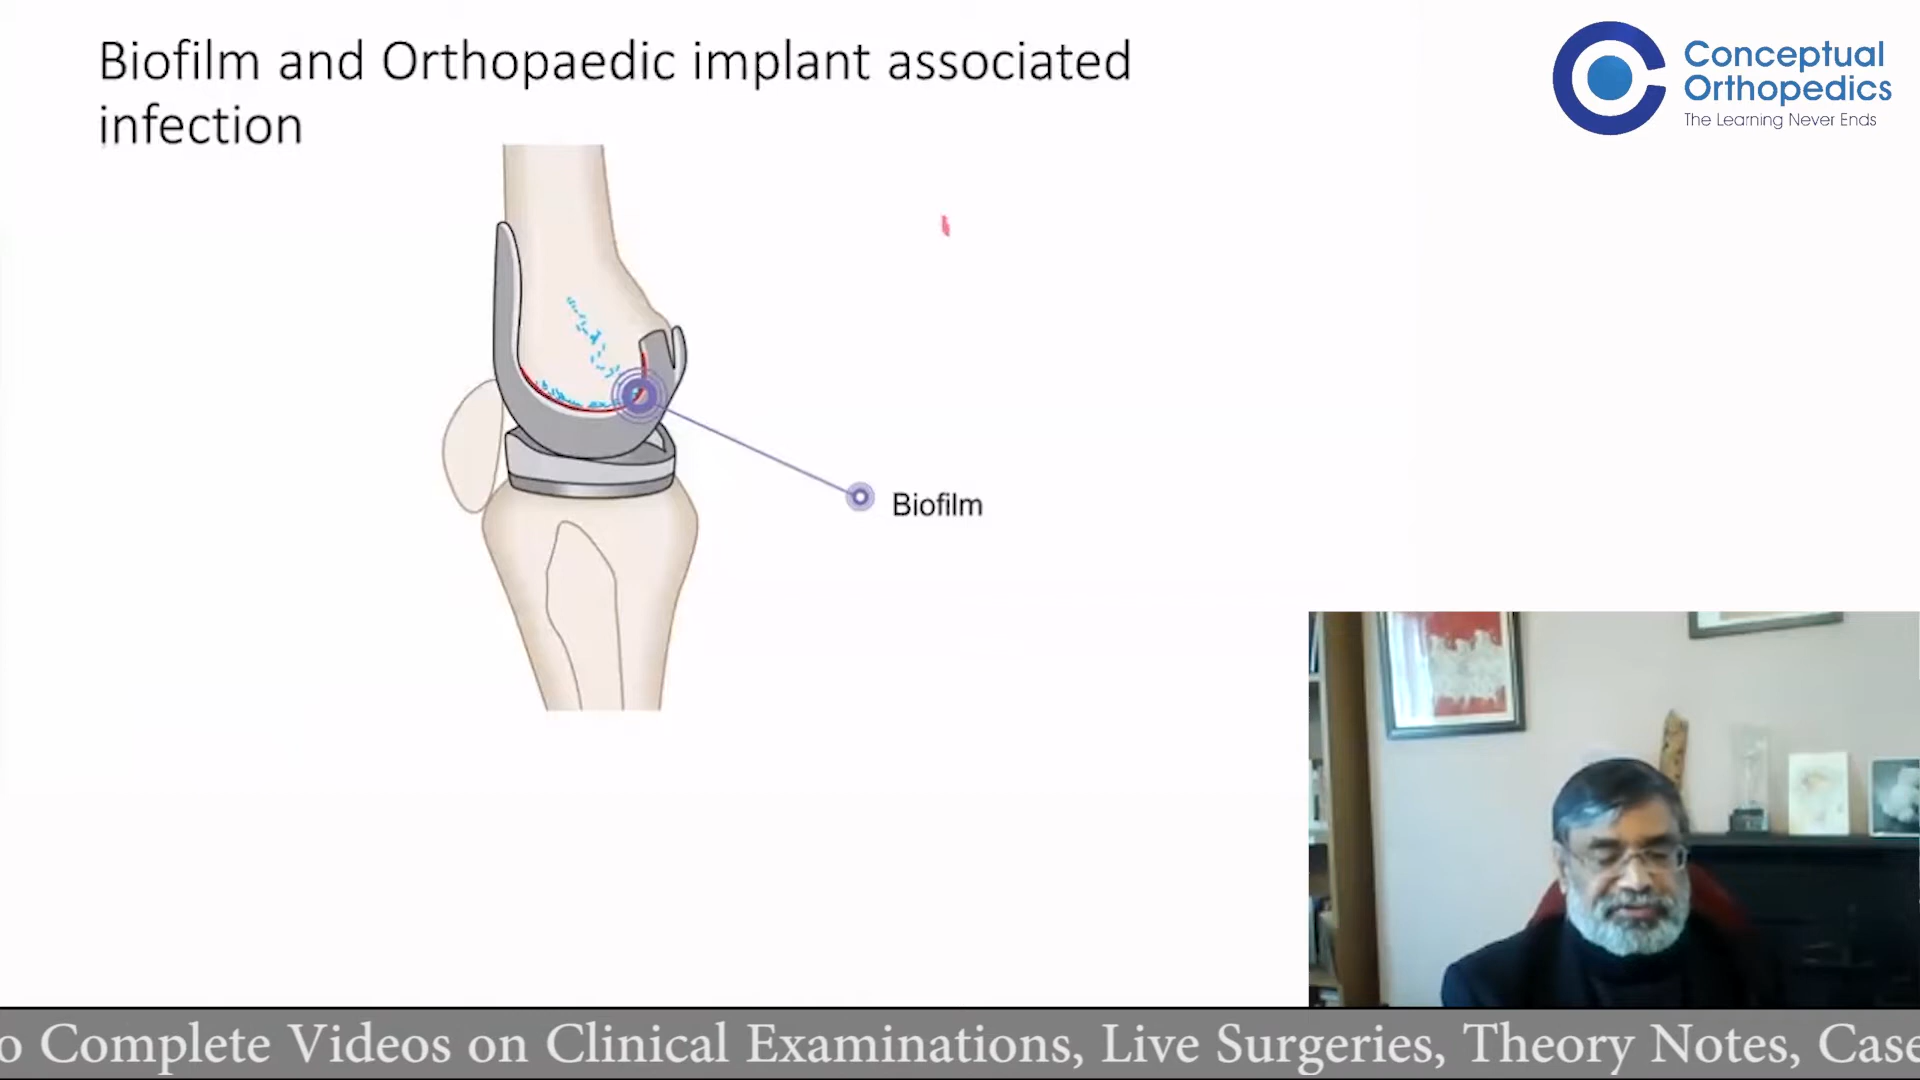 Biofilm and Orthopaedic implant associated
infection
Conceptual
Orthopedics
The Learning Never Ends
Biofilm
o Complete Videos on Clinical Examinations, Live Surgeries, Theory Notes, Case